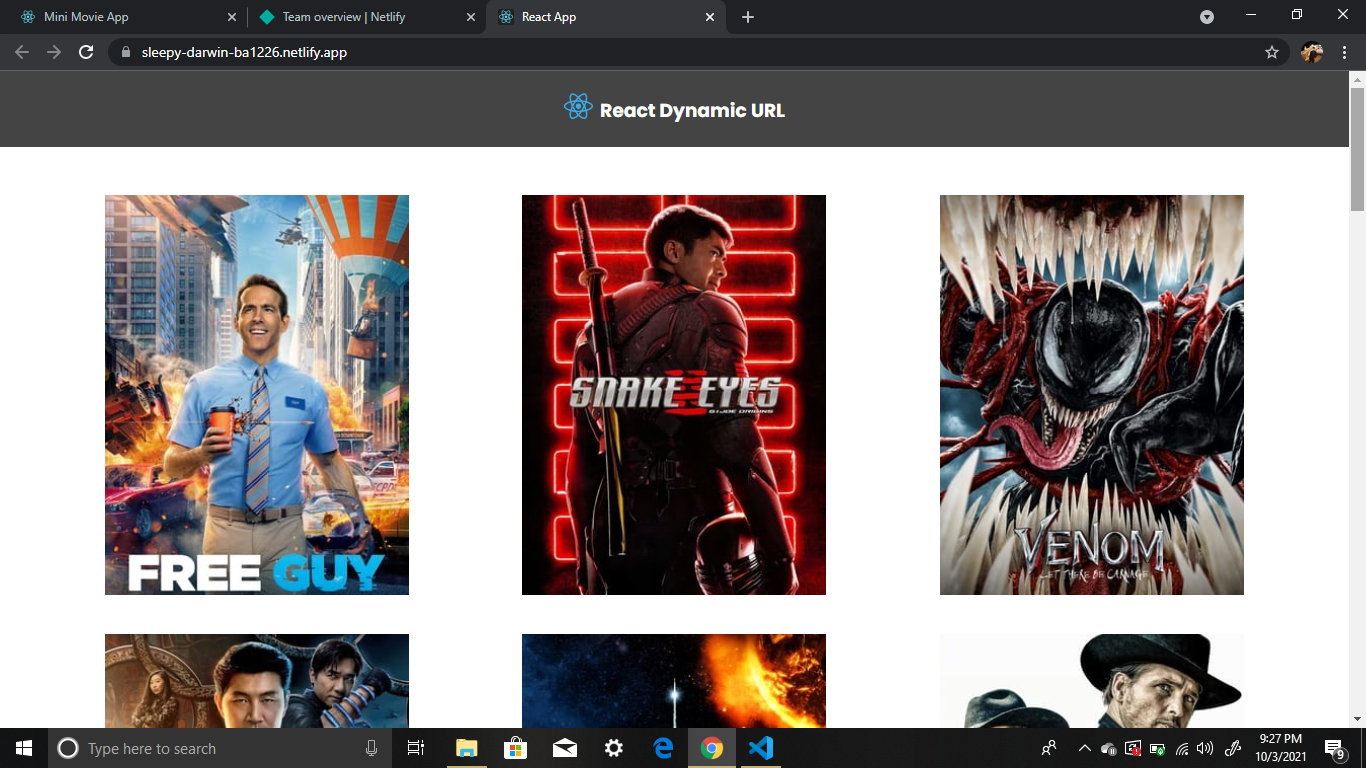 Mini Movie App
Team overview | Netlify
React App
sleepy-darwin-ba1226.netlify.app
React Dynamic URL
FREE GUY
SNAKE EYES
G.I. JOE ORIGINS
VENOM
LET THERE BE CARNAGE
Type here to search
9:27 PM
10/3/2021
9